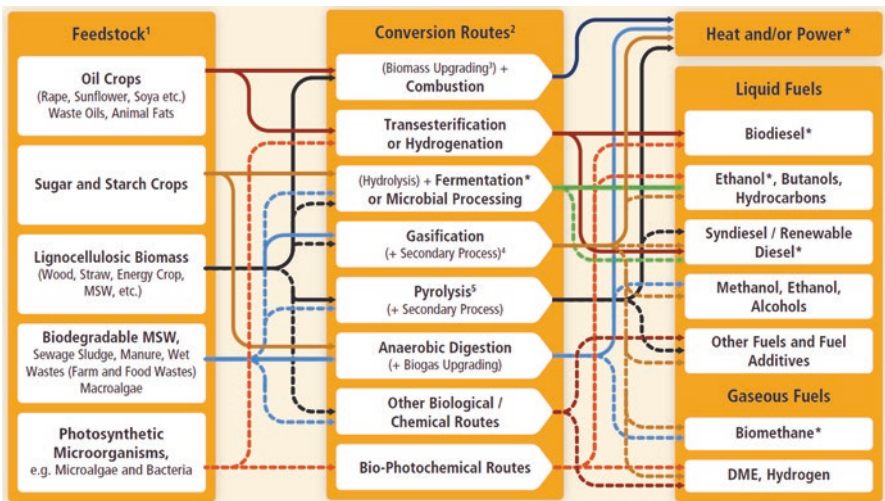 Feedstock¹
Oil Crops
(Rape, Sunflower, Soya etc.)
Waste Oils, Animal Fats
Sugar and Starch Crops
Lignocellulosic Biomass
(Wood, Straw, Energy Crop,
MSW, etc.)
Biodegradable MSW,
Sewage Sludge, Manure, Wet
Wastes (Farm and Food Wastes)
Macroalgae
Photosynthetic
Microorganisms,
e.g. Microalgae and Bacteria
Conversion Routes²
(Biomass Upgrading³) +
Combustion
Transesterification
or Hydrogenation
(Hydrolysis) + Fermentation*
or Microbial Processing
Gasification
(+ Secondary Process)⁴
Pyrolysis⁵
(+ Secondary Process)
Anaerobic Digestion
(+ Biogas Upgrading)
Other Biological /
Chemical Routes
Bio-Photochemical Routes
Heat and/or Power*
Liquid Fuels
Biodiesel*
Ethanol*, Butanols,
Hydrocarbons
Syndiesel / Renewable
Diesel*
Methanol, Ethanol,
Alcohols
Other Fuels and Fuel
Additives
Gaseous Fuels
Biomethane*
DME, Hydrogen